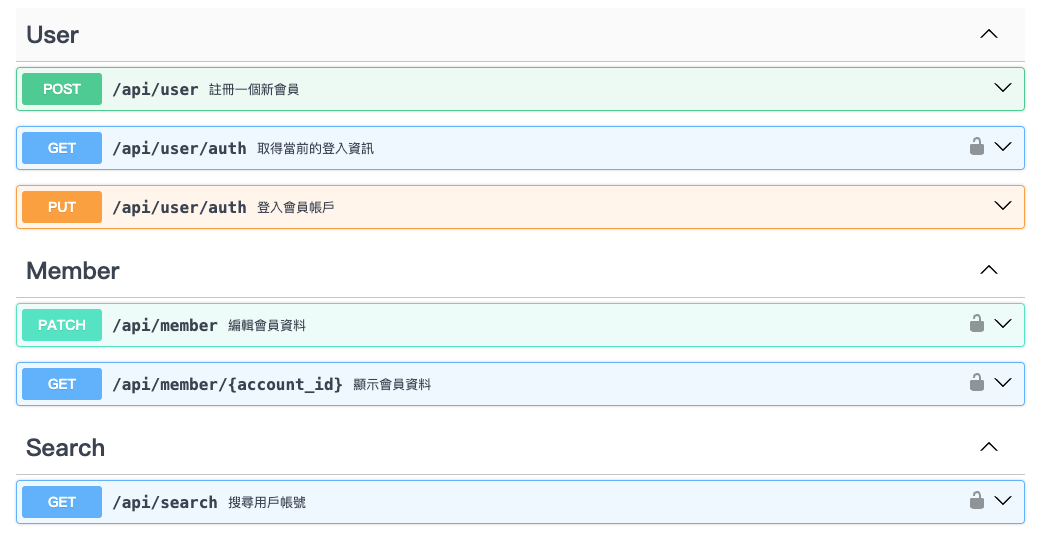 User
POST /api/user 註冊一個新會員
GET /api/user/auth 取得當前的登入資訊
PUT /api/user/auth 登入會員帳戶
Member
PATCH /api/member 編輯會員資料
GET /api/member/{account_id} 顯示會員資料
Search
GET /api/search 搜尋用戶帳號